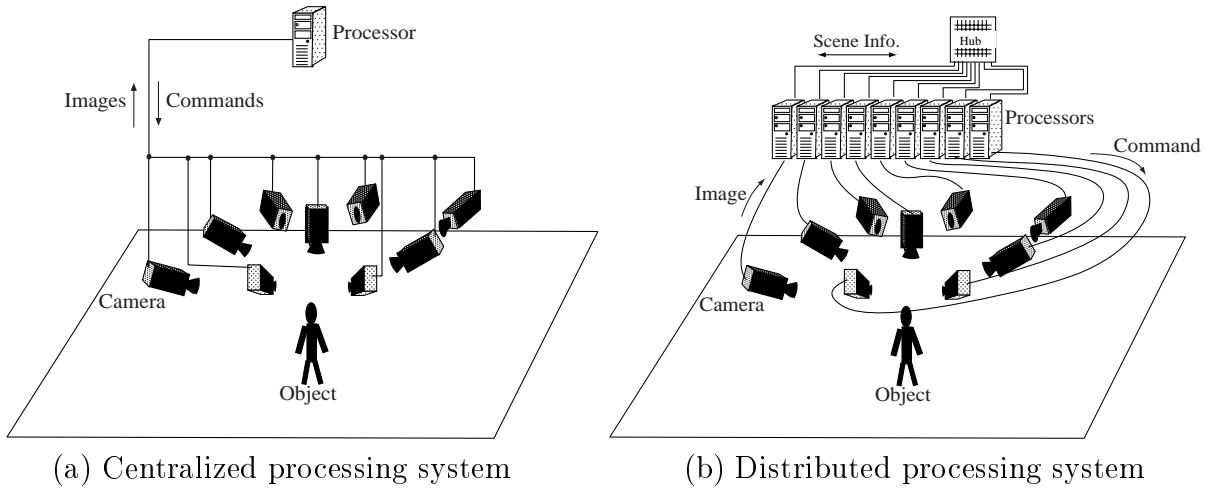 Processor
Images
Commands
Camera
Object
(a) Centralized processing system
Hub
Scene Info.
Processors
Command
Image
Camera
Object
(b) Distributed processing system